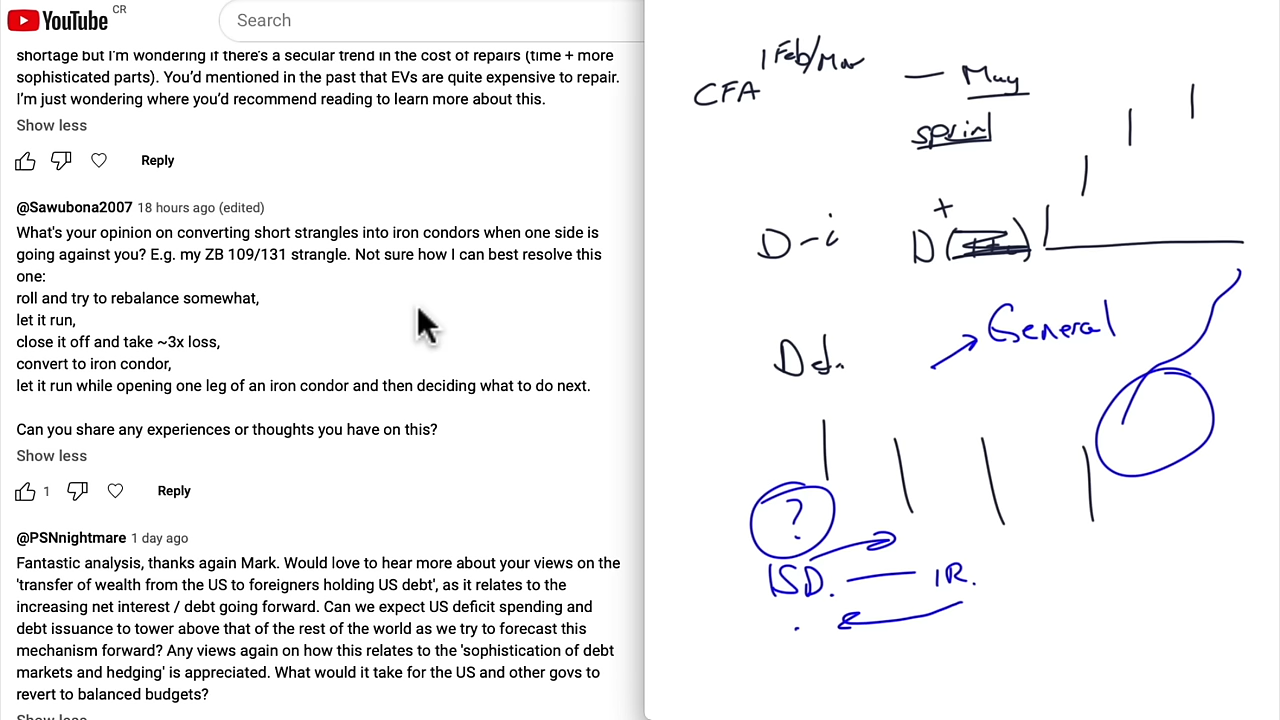 YouTube CR
Search
shortage but I'm wondering if there's a secular trend in the cost of repairs (time + more
sophisticated parts). You'd mentioned in the past that EVs are quite expensive to repair.
I'm just wondering where you'd recommend reading to learn more about this.
Show less
Reply
@Sawubona2007 18 hours ago (edited)
What's your opinion on converting short strangles into iron condors when one side is
going against you? E.g. my ZB 109/131 strangle. Not sure how I can best resolve this
one:
roll and try to rebalance somewhat,
let it run,
close it off and take ~3x loss,
convert to iron condor,
let it run while opening one leg of an iron condor and then deciding what to do next.
Can you share any experiences or thoughts you have on this?
Show less
1 Reply
@PSNnightmare 1 day ago
Fantastic analysis, thanks again Mark. Would love to hear more about your views on the
'transfer of wealth from the US to foreigners holding US debt', as it relates to the
increasing net interest / debt going forward. Can we expect US deficit spending and
debt issuance to tower above that of the rest of the world as we try to forecast this
mechanism forward? Any views again on how this relates to the 'sophistication of debt
markets and hedging' is appreciated. What would it take for the US and other govs to
revert to balanced budgets?
Show less
1 Feb/Mar
CFA — May
+
D-i D(
General
?
— IR.